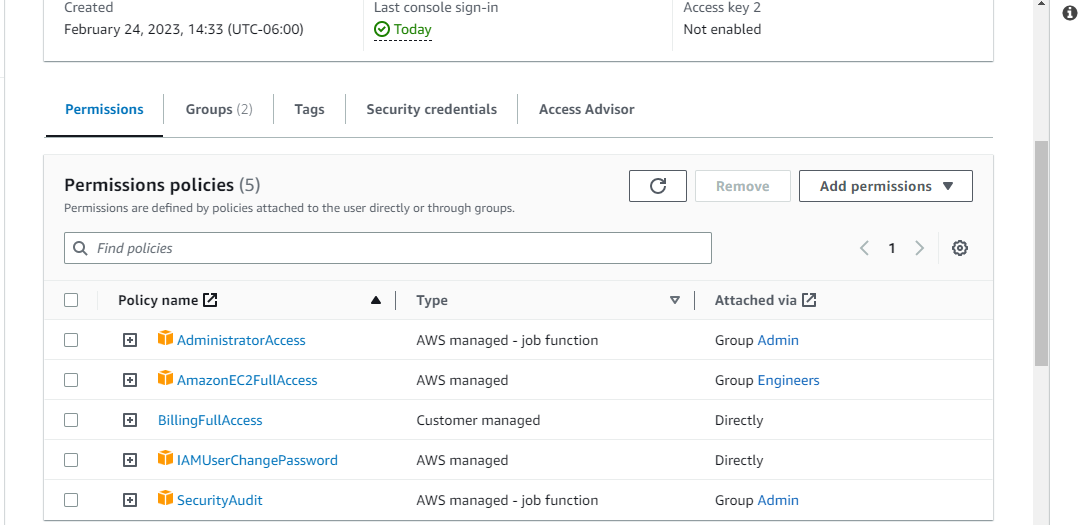 Created
Last console sign-in
Access key 2
February 24, 2023, 14:33 (UTC-06:00)
Today
Not enabled
Permissions
Groups (2)
Tags
Security credentials
Access Advisor
Permissions policies (5)
Remove
Add permissions
Permissions are defined by policies attached to the user directly or through groups.
Find policies
1
Policy name
Type
Attached via
AdministratorAccess
AWS managed - job function
Group Admin
AmazonEC2FullAccess
AWS managed
Group Engineers
BillingFullAccess
Customer managed
Directly
IAMUserChangePassword
AWS managed
Directly
SecurityAudit
AWS managed - job function
Group Admin